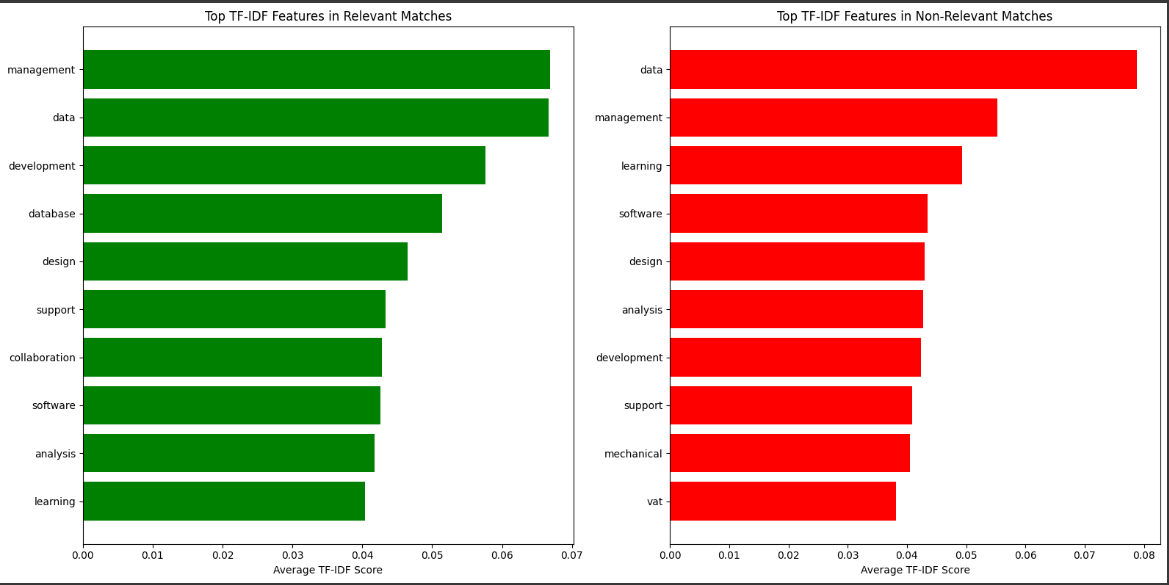 Top TF-IDF Features in Relevant Matches
management
data
development
database
design
support
collaboration
software
analysis
learning
0.00 0.01 0.02 0.03 0.04 0.05 0.06 0.07
Average TF-IDF Score
Top TF-IDF Features in Non-Relevant Matches
data
management
learning
software
design
analysis
development
support
mechanical
vat
0.00 0.01 0.02 0.03 0.04 0.05 0.06 0.07 0.08
Average TF-IDF Score